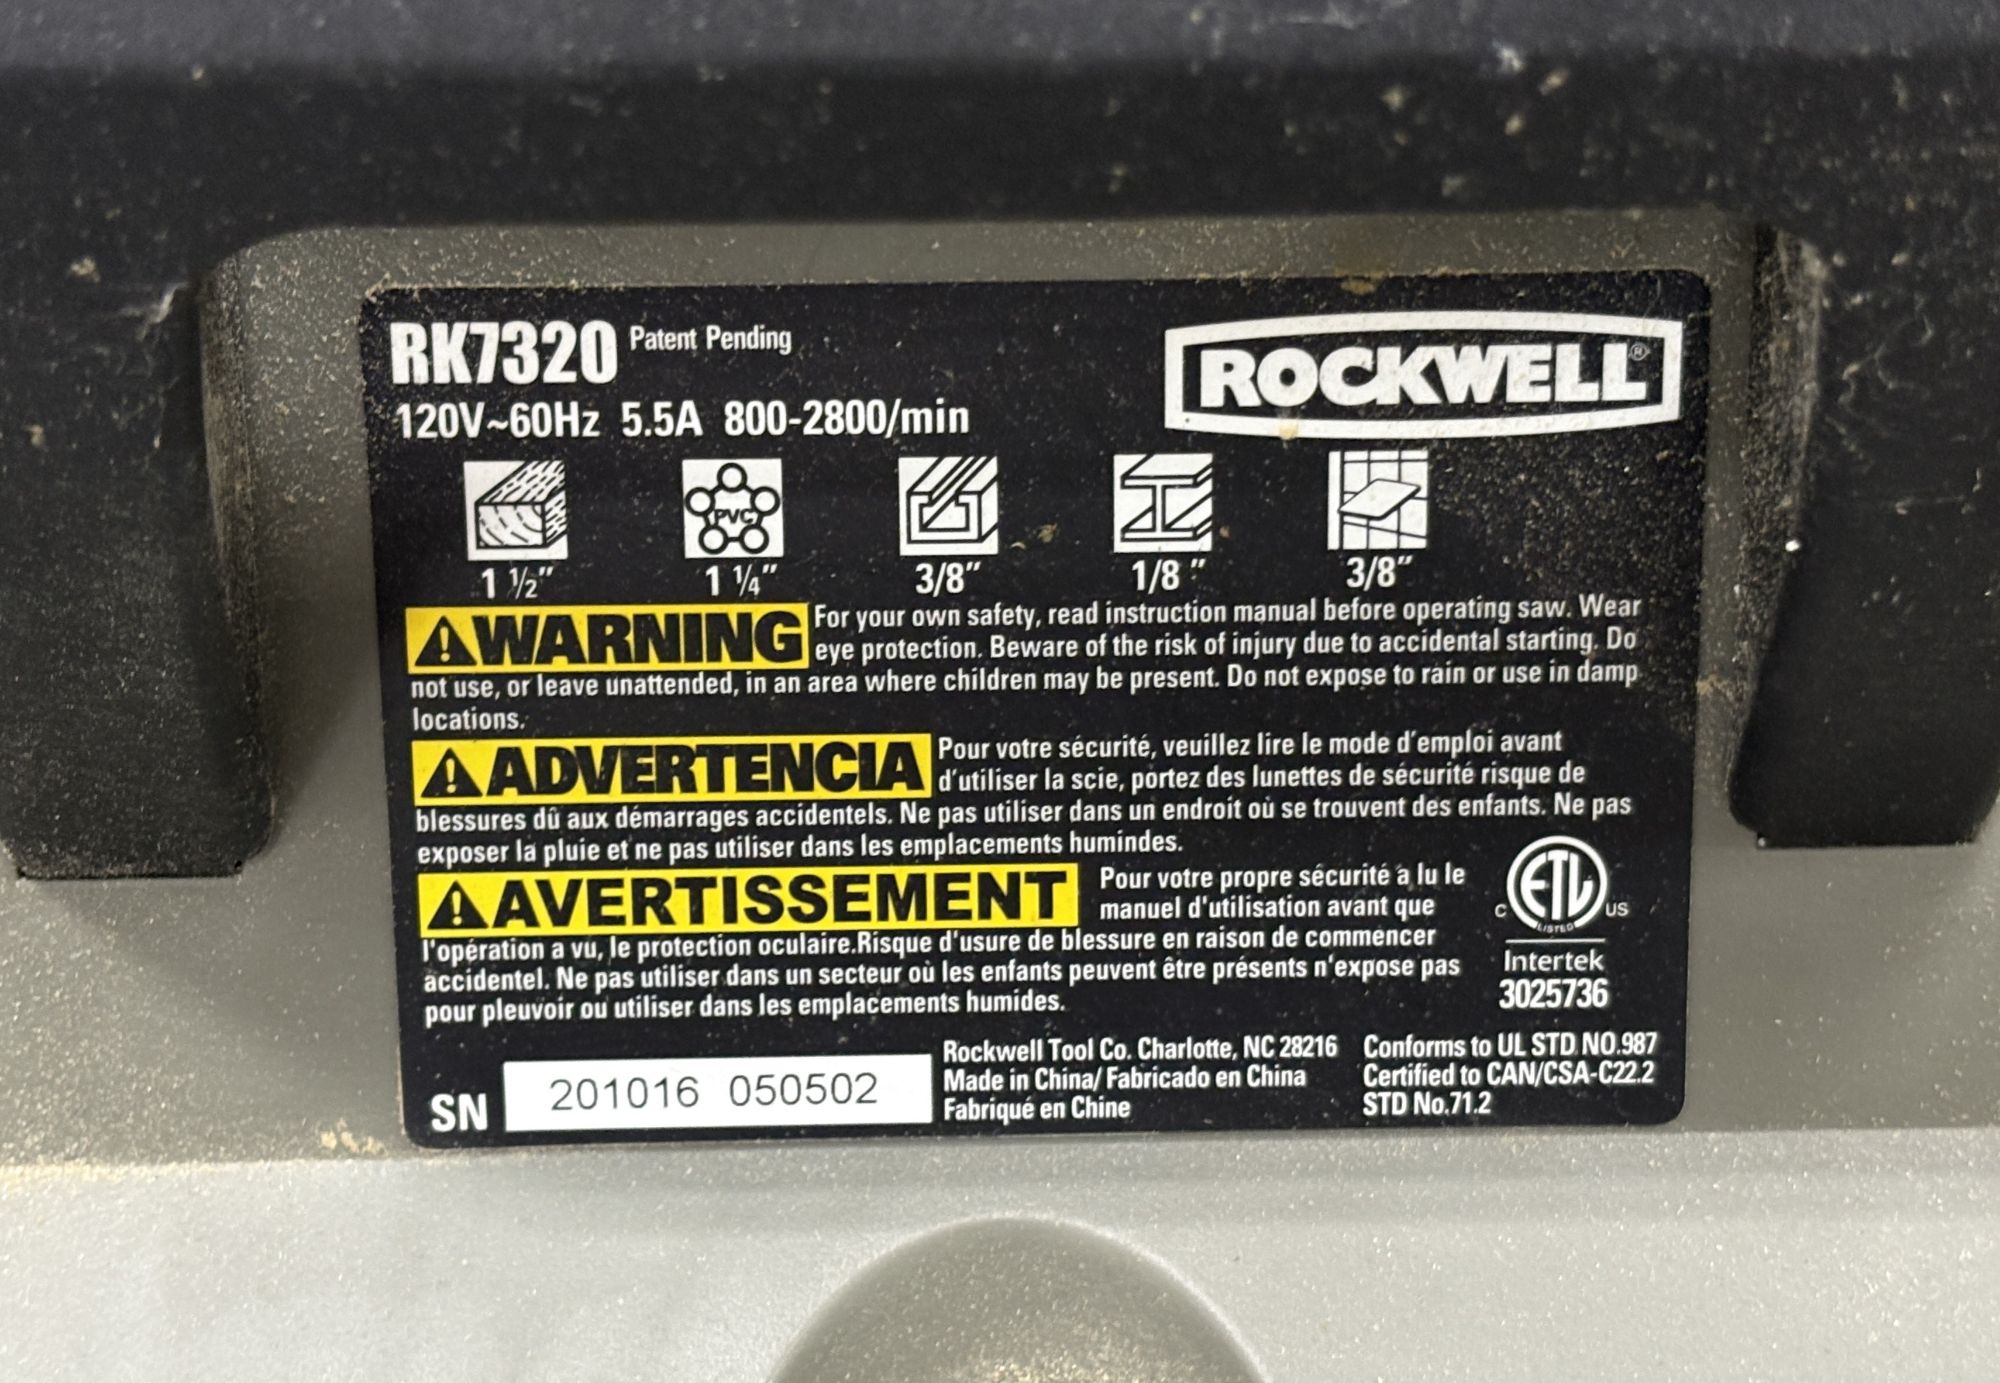 RK7320 Patent Pending
ROCKWELL®
120V~60Hz 5.5A 800-2800/min
PVC
1 ½" 1 ¼" 3/8" 1/8 " 3/8"
WARNING For your own safety, read instruction manual before operating saw. Wear
eye protection. Beware of the risk of injury due to accidental starting. Do
not use, or leave unattended, in an area where children may be present. Do not expose to rain or use in damp
locations.
ADVERTENCIA Pour votre sécurité, veuillez lire le mode d'emploi avant
d'utiliser la scie, portez des lunettes de sécurité risque de
blessures dû aux démarrages accidentels. Ne pas utiliser dans un endroit où se trouvent des enfants. Ne pas
exposer la pluie et ne pas utiliser dans les emplacements humindes.
AVERTISSEMENT Pour votre propre sécurité a lu le
manuel d'utilisation avant que
l'opération a vu, le protection oculaire.Risque d'usure de blessure en raison de commencer
accidentel. Ne pas utiliser dans un secteur où les enfants peuvent être présents n'expose pas
pour pleuvoir ou utiliser dans les emplacements humides.
C ETL US
LISTED
Intertek
3025736
SN 201016 050502
Rockwell Tool Co. Charlotte, NC 28216
Made in China/ Fabricado en China
Fabriqué en Chine
Conforms to UL STD NO.987
Certified to CAN/CSA-C22.2
STD No.71.2